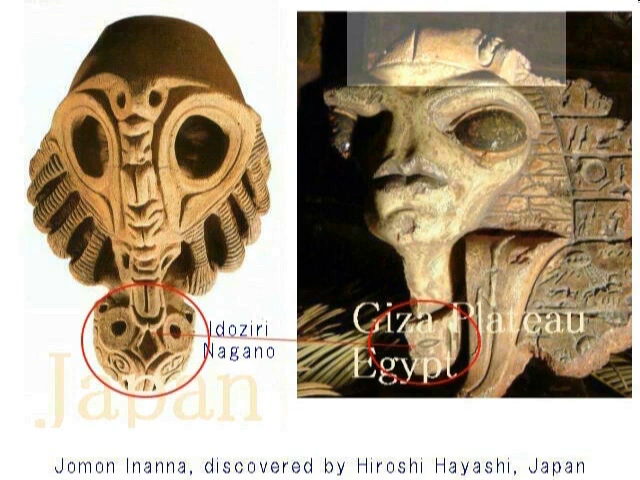 Idoziri
Nagano
Japan
Giza Plateau
Egypt
Jomon Inanna, discovered by Hiroshi Hayashi, Japan